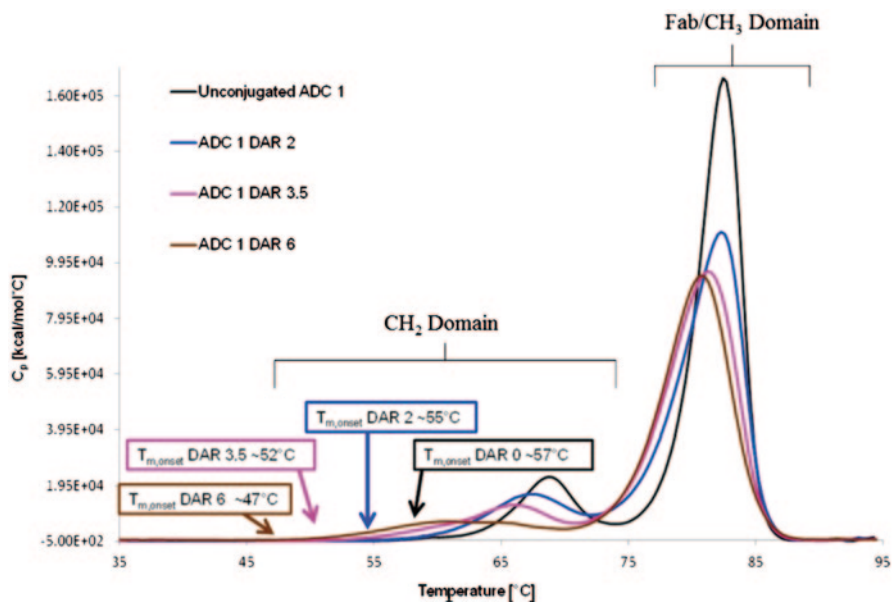 Fab/CH₃ Domain
1.60E+05
1.40E+05
1.20E+05
9.95E+04
7.95E+04
5.95E+04
3.95E+04
1.95E+04
-5.00E+02
Cₚ [kcal/mol°C]
Unconjugated ADC 1
ADC 1 DAR 2
ADC 1 DAR 3.5
ADC 1 DAR 6
CH₂ Domain
Tₘ,ₒₙₛₑₜ DAR 2 ~55°C
Tₘ,ₒₙₛₑₜ DAR 3.5 ~52°C
Tₘ,ₒₙₛₑₜ DAR 0 ~57°C
Tₘ,ₒₙₛₑₜ DAR 6 ~47°C
35 45 55 65 75 85 95
Temperature [°C]